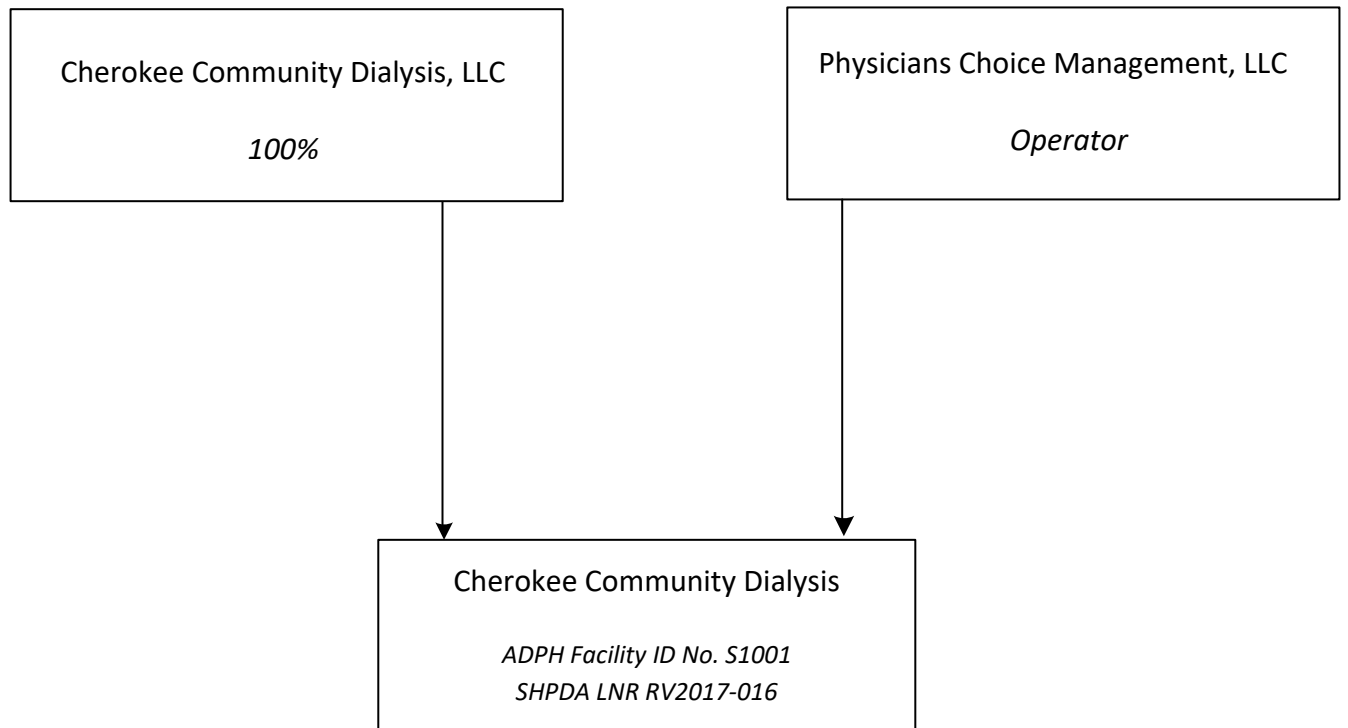 Cherokee Community Dialysis, LLC
100%
Physicians Choice Management, LLC
Operator
Cherokee Community Dialysis
ADPH Facility ID No. S1001
SHPDA LNR RV2017-016